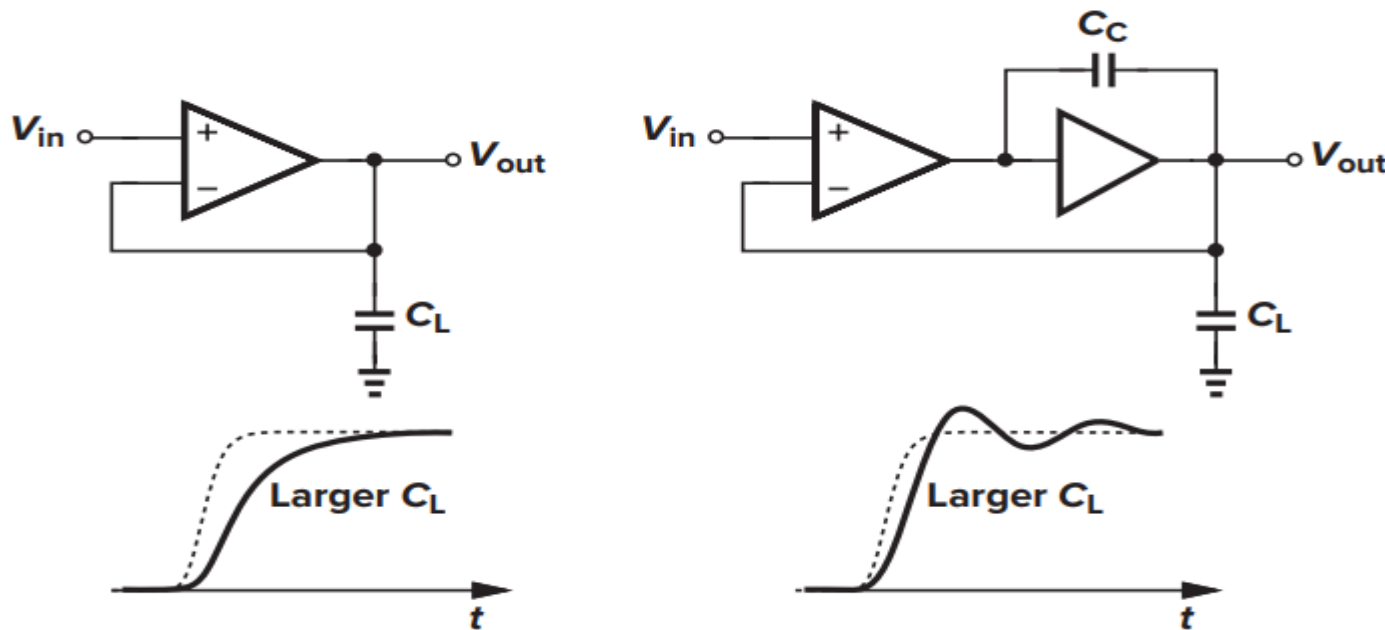 C_C
V_in
+
−
V_out
C_L
V_in
+
−
V_out
C_L
Larger C_L
t
Larger C_L
t